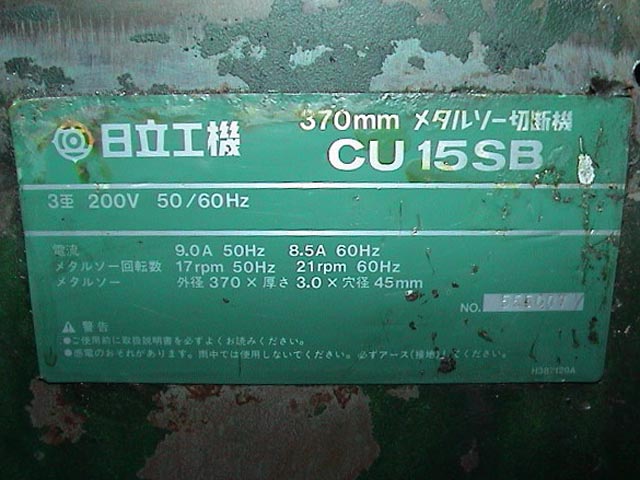 日立工機
370mm メタルソー切断機
CU 15SB
3相 200V 50/60Hz
電流 9.0A 50Hz 8.5A 60Hz
メタルソー回転数 17rpm 50Hz 21rpm 60Hz
メタルソー 外径 370 × 厚さ 3.0 × 穴径 45mm
NO.
警告
●ご使用前に取扱説明書を必ずよくお読みください。
●感電のおそれがあります。雨中では使用しないでください。必ずアース(接地)してください。
H387120A